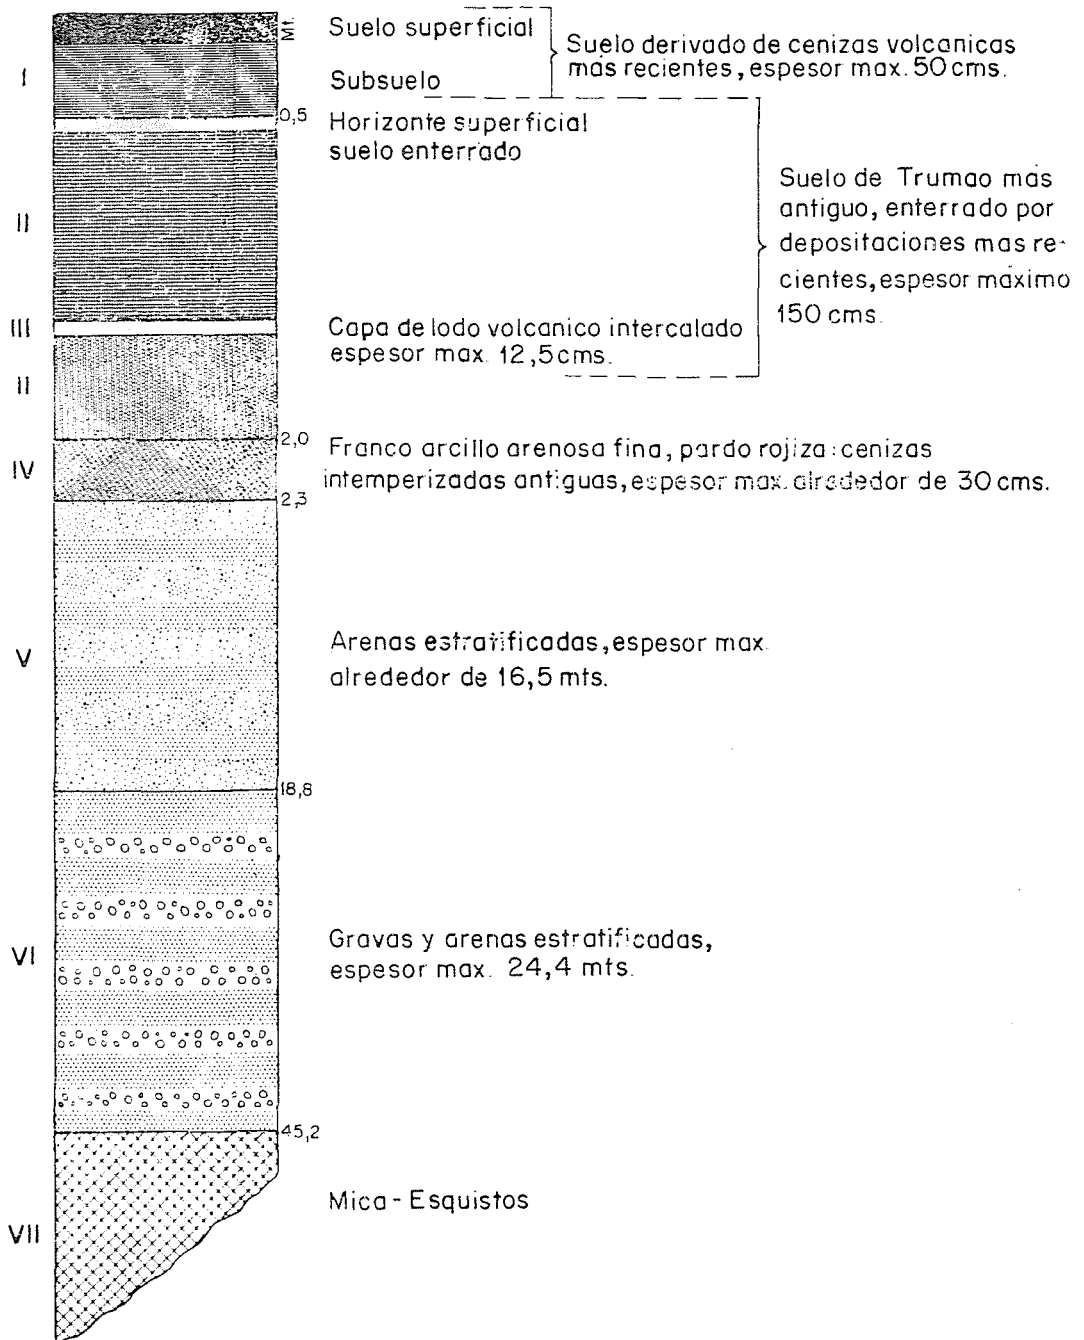 Mt.
Suelo superficial
Suelo derivado de cenizas volcanicas
más recientes, espesor max. 50 cms.
I
Subsuelo
0,5
Horizonte superficial
suelo enterrado
Suelo de Trumao más
antiguo, enterrado por
depositaciones mas re-
cientes, espesor máximo
150 cms.
II
III
Capa de lodo volcanico intercalado
espesor max. 12,5 cms.
II
2,0
IV
Franco arcillo arenosa fina, pardo rojiza: cenizas
intemperizadas antiguas, espesor max. alrededor de 30 cms.
2,3
V
Arenas estratificadas, espesor max.
alrededor de 16,5 mts.
18,8
VI
Gravas y arenas estratificadas,
espesor max. 24,4 mts.
45,2
Mica - Esquistos
VII